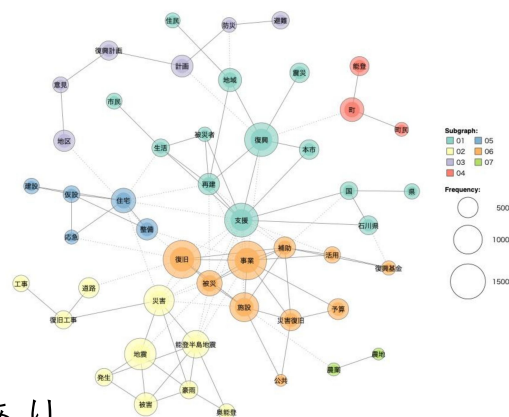 住民
防災
避難
復興計画
計画
地域
震災
能登
意見
市民
町
町民
地区
生活
被災者
復興
本市
再建
国
県
建設
仮設
住宅
支援
石川県
応急
整備
復旧
事業
補助
活用
復興基金
工事
道路
被災
災害
施設
災害復旧
予算
復旧工事
地震
能登半島地震
農業
農地
発生
豪雨
公共
被害
奥能登
Subgraph:
01 05
02 06
03 07
04
Frequency:
500
1000
1500
あり